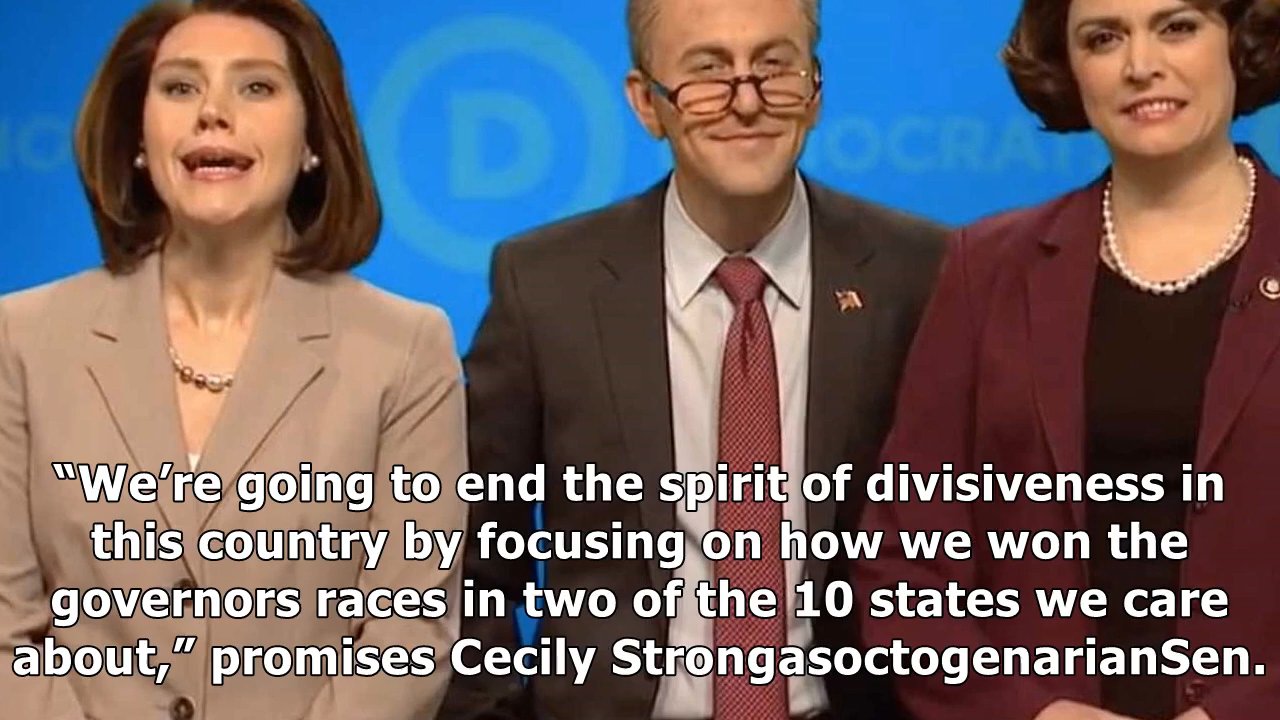 D
OCRAT
“We’re going to end the spirit of divisiveness in
this country by focusing on how we won the
governors races in two of the 10 states we care
about,” promises Cecily StrongasoctogenarianSen.